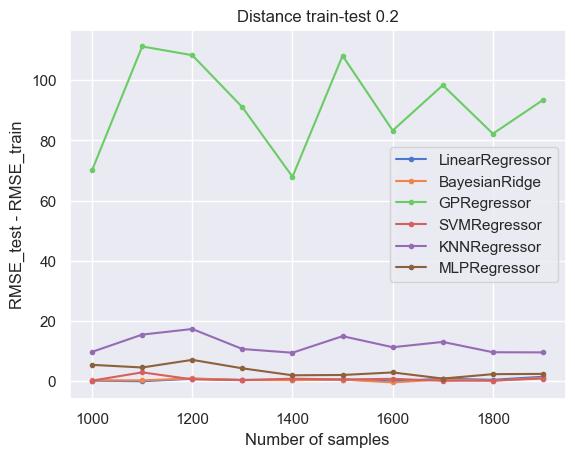 Distance train-test 0.2
RMSE_test - RMSE_train
100
80
60
40
20
0
LinearRegressor
BayesianRidge
GPRegressor
SVMRegressor
KNNRegressor
MLPRegressor
1000
1200
1400
1600
1800
Number of samples